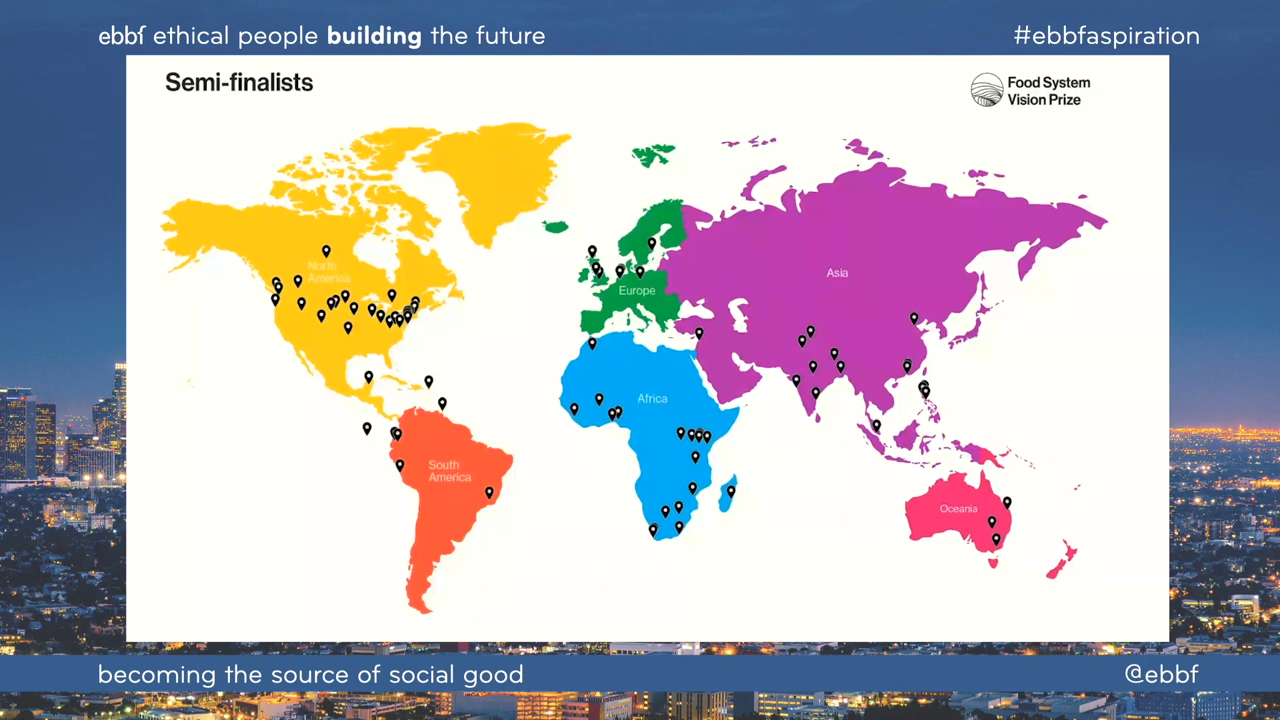 ebbf ethical people building the future
#ebbfaspiration
Semi-finalists
Food System
Vision Prize
North
America
Europe
Asia
Africa
South
America
Oceania
becoming the source of social good
@ebbf